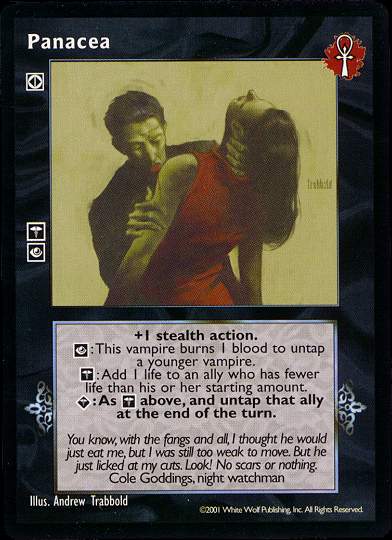 Panacea
Trabbold
+1 stealth action.
:This vampire burns 1 blood to untap
a younger vampire.
:Add 1 life to an ally who has fewer
life than his or her starting amount.
:As above, and untap that ally
at the end of the turn.
You know, with the fangs and all, I thought he would
just eat me, but I was still too weak to move. But he
just licked at my cuts. Look! No scars or nothing.
Cole Goddings, night watchman
Illus. Andrew Trabbold
©2001 White Wolf Publishing, Inc. All Rights Reserved.